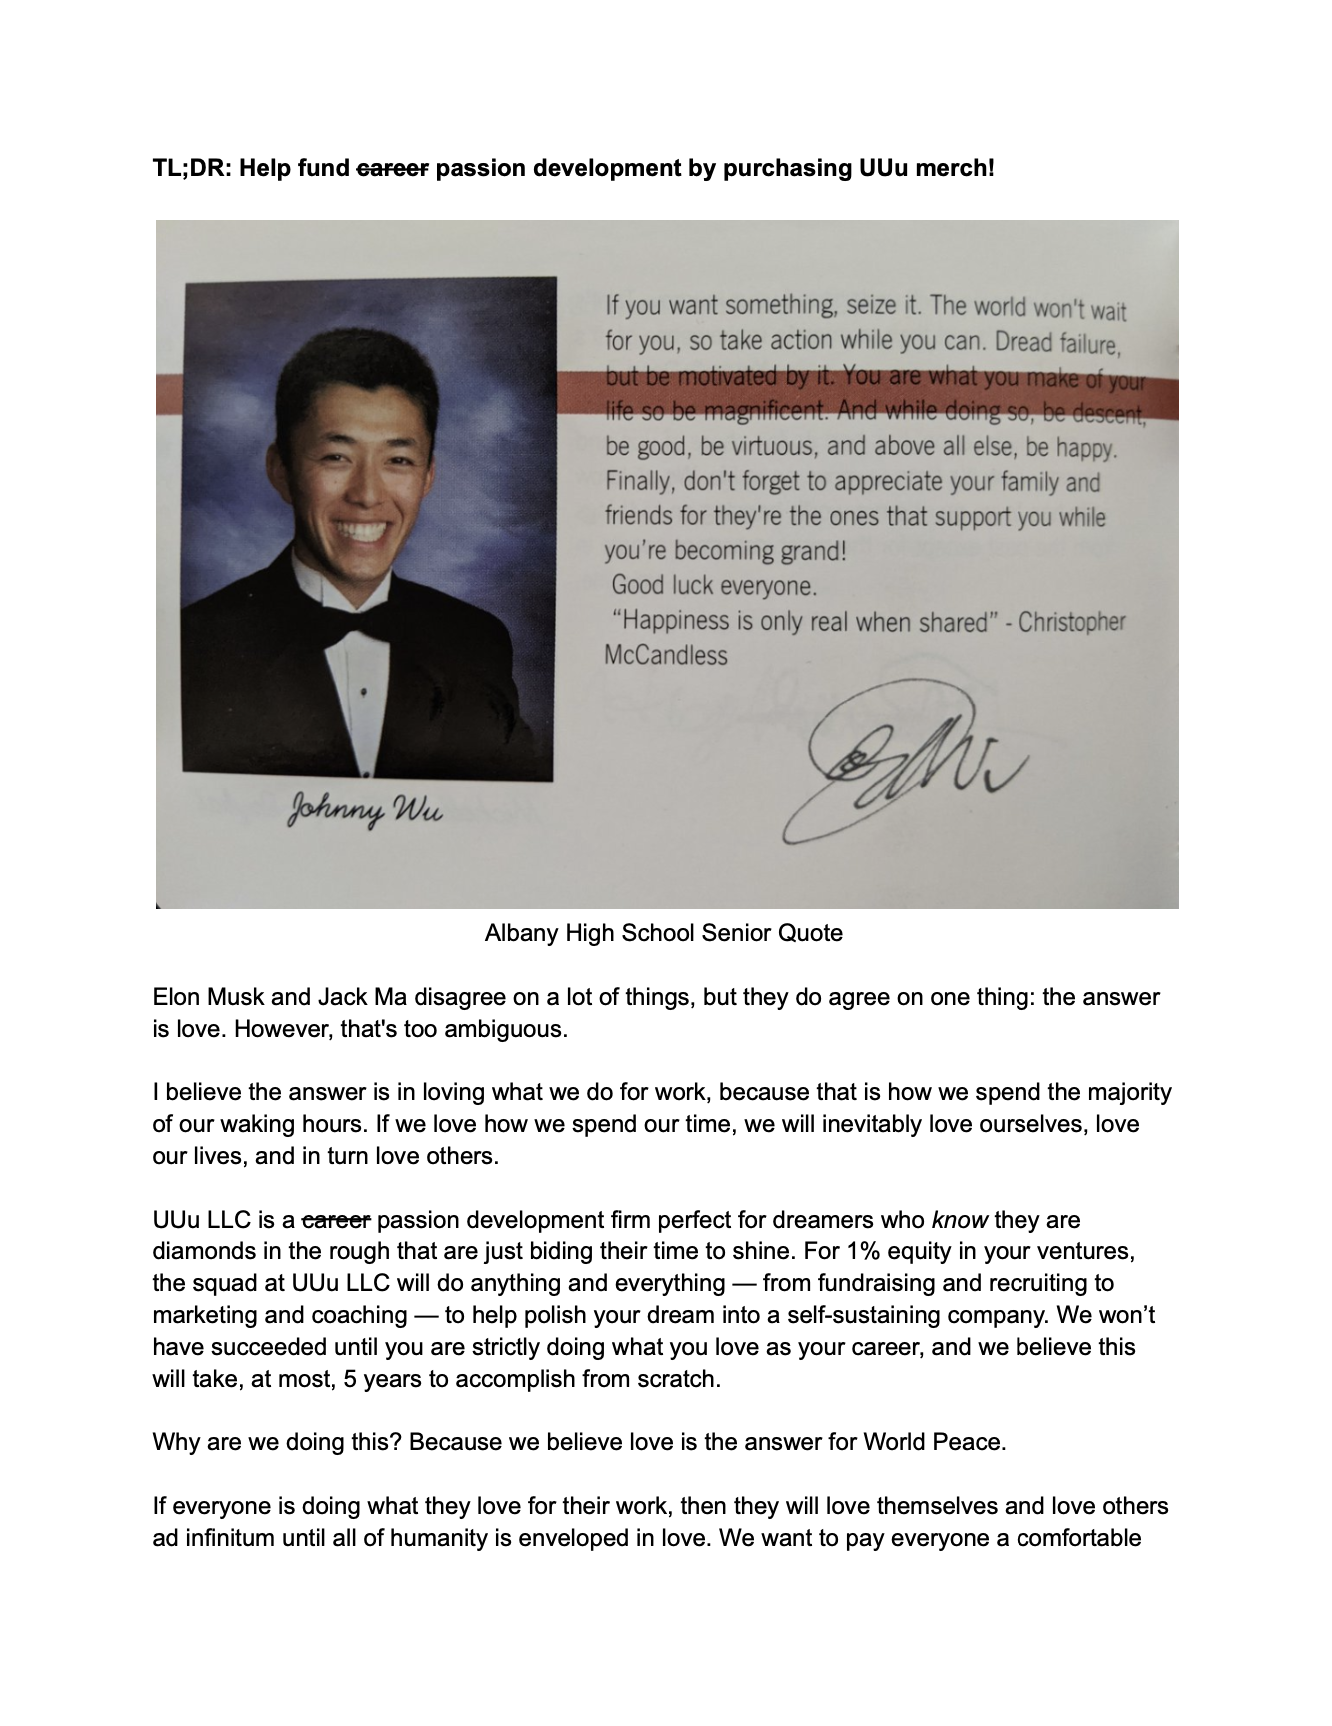 TL;DR: Help fund career passion development by purchasing UUu merch!
If you want something, seize it. The world won't wait
for you, so take action while you can. Dread failure,
but be motivated by it. You are what you make of your
life so be magnificent. And while doing so, be descent,
be good, be virtuous, and above all else, be happy.
Finally, don't forget to appreciate your family and
friends for they're the ones that support you while
you're becoming grand!
Good luck everyone.
“Happiness is only real when shared” - Christopher
McCandless
Johnny Wu
Albany High School Senior Quote
Elon Musk and Jack Ma disagree on a lot of things, but they do agree on one thing: the answer
is love. However, that's too ambiguous.
I believe the answer is in loving what we do for work, because that is how we spend the majority
of our waking hours. If we love how we spend our time, we will inevitably love ourselves, love
our lives, and in turn love others.
UUu LLC is a career passion development firm perfect for dreamers who know they are
diamonds in the rough that are just biding their time to shine. For 1% equity in your ventures,
the squad at UUu LLC will do anything and everything — from fundraising and recruiting to
marketing and coaching — to help polish your dream into a self-sustaining company. We won’t
have succeeded until you are strictly doing what you love as your career, and we believe this
will take, at most, 5 years to accomplish from scratch.
Why are we doing this? Because we believe love is the answer for World Peace.
If everyone is doing what they love for their work, then they will love themselves and love others
ad infinitum until all of humanity is enveloped in love. We want to pay everyone a comfortable